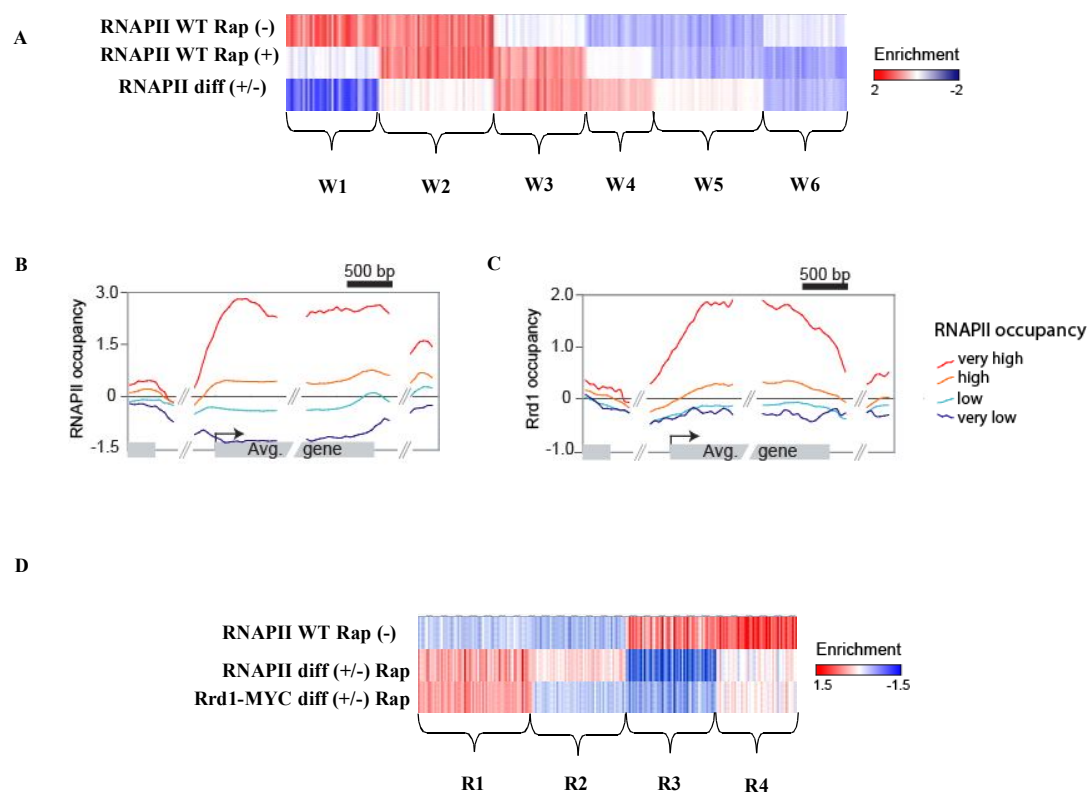 A
RNAPII WT Rap (-)
RNAPII WT Rap (+)
RNAPII diff (+/-)
Enrichment
2 -2
W1 W2 W3 W4 W5 W6
B
500 bp
RNAPII occupancy
3.0
1.5
0
-1.5
Avg. gene
C
500 bp
Rrd1 occupancy
2.0
1.0
0
-1.0
Avg. gene
RNAPII occupancy
very high
high
low
very low
D
RNAPII WT Rap (-)
RNAPII diff (+/-) Rap
Rrd1-MYC diff (+/-) Rap
Enrichment
1.5 -1.5
R1 R2 R3 R4